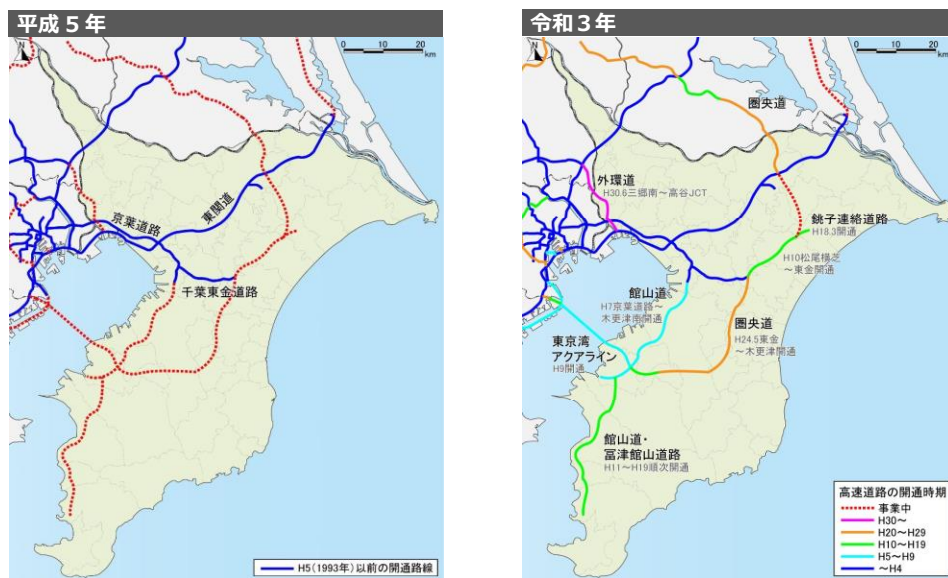 平成５年
N
0 10 20
km
東関道
京葉道路
千葉東金道路
H5（1993年）以前の開通路線
令和３年
N
0 10 20
km
圏央道
外環道
H30.6三郷南～高谷JCT
銚子連絡道路
H18.3開通
H10松尾横芝
～東金開通
館山道
H7京葉道路～
木更津南開通
圏央道
H24.5東金
～木更津開通
東京湾
アクアライン
H9開通
館山道・
富津館山道路
H11～H19順次開通
高速道路の開通時期
事業中
H30～
H20～H29
H10～H19
H5～H9
～H4